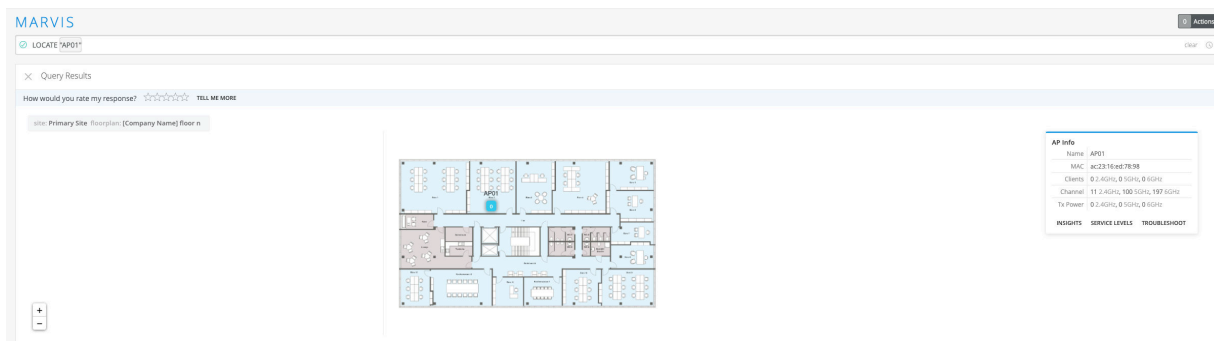 MARVIS
0 Actions
LOCATE "AP01"
clear
Query Results
How would you rate my response? TELL ME MORE
site: Primary Site floorplan: [Company Name] floor n
AP Info
Name AP01
MAC ac:23:16:ed:78:98
Clients 0 2.4GHz, 0 5GHz, 0 6GHz
Channel 11 2.4GHz, 100 5GHz, 197 6GHz
Tx Power 0 2.4GHz, 0 5GHz, 0 6GHz
INSIGHTS SERVICE LEVELS TROUBLESHOOT
AP01
0
+
−